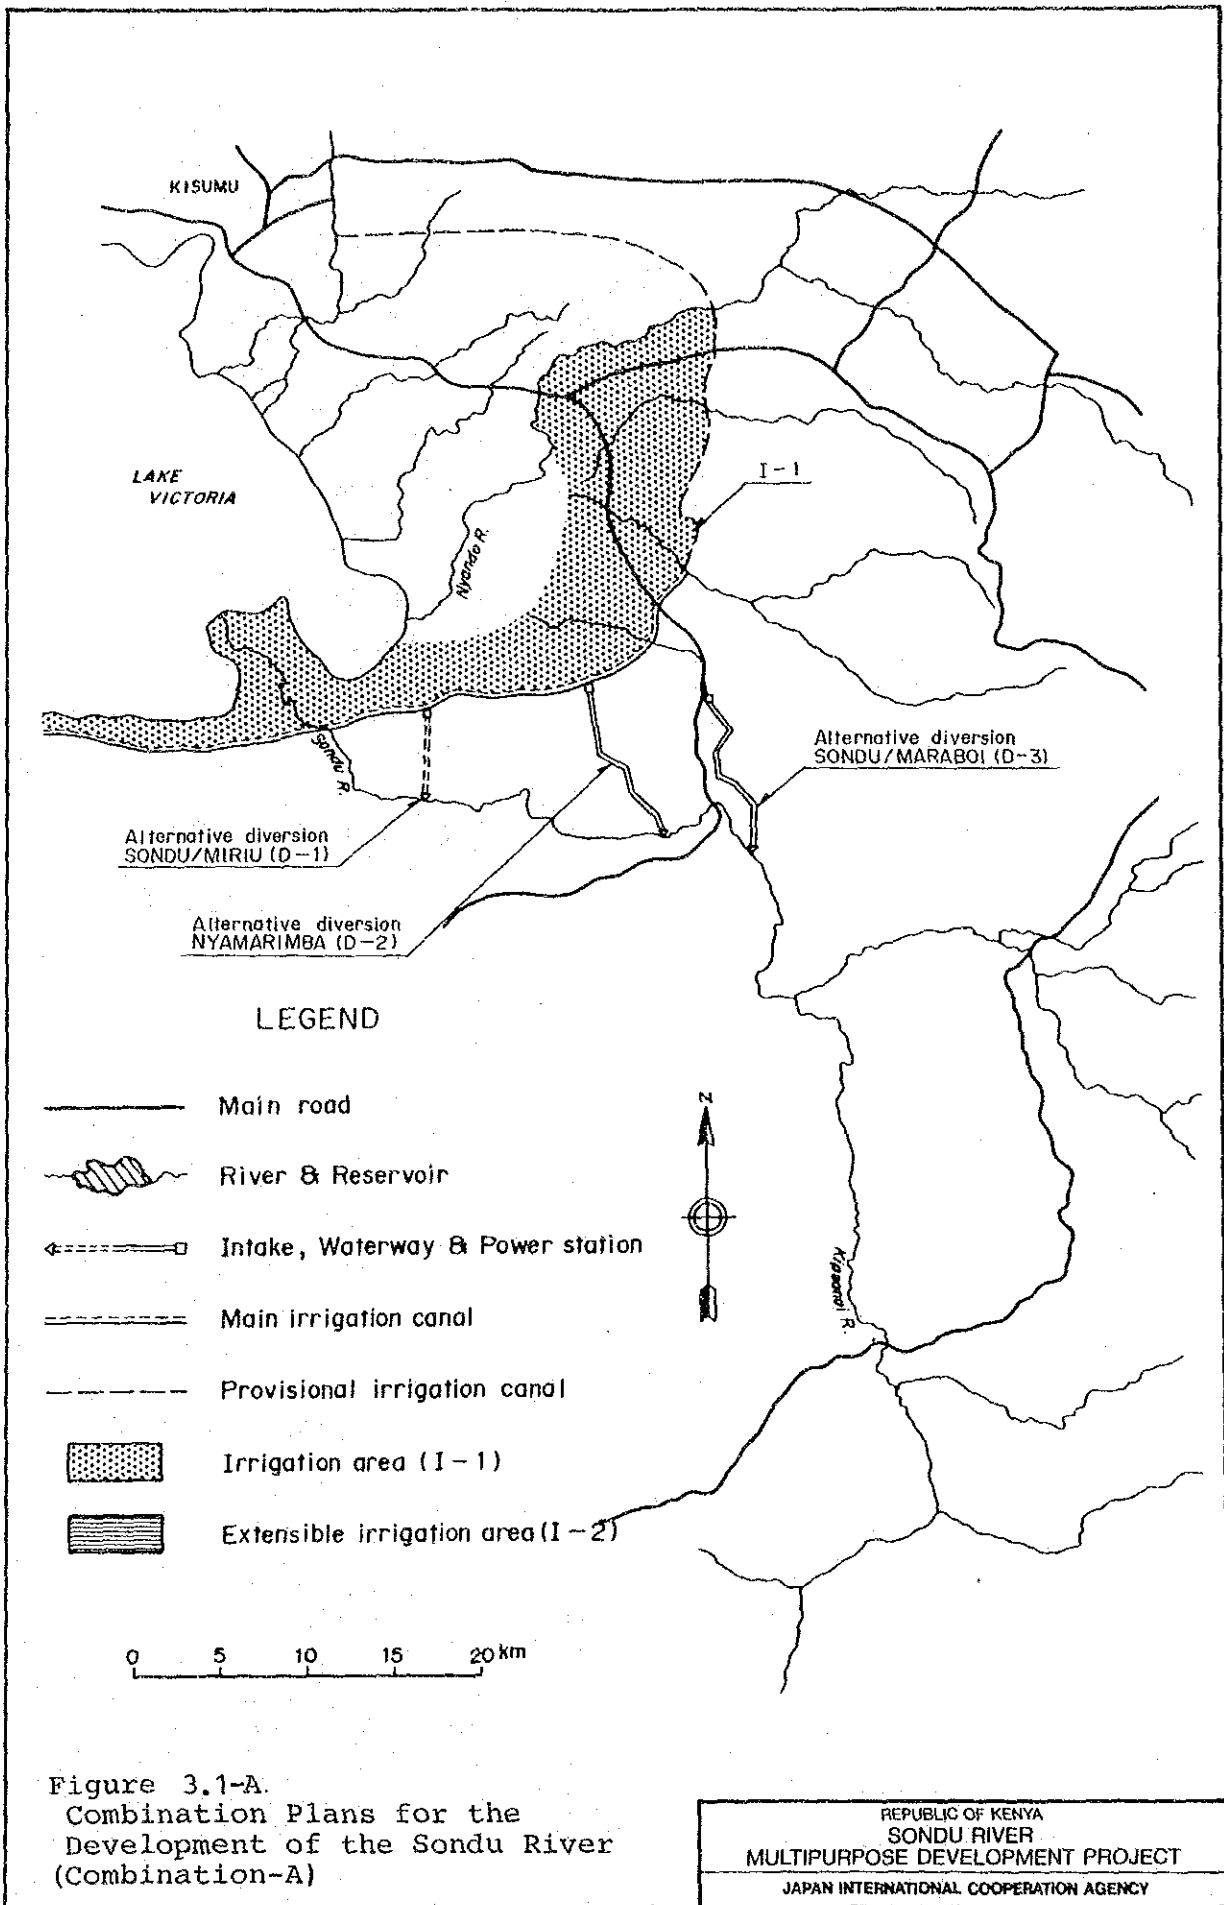 KISUMU
LAKE
VICTORIA
Nyando R.
I-1
Sondu R.
Alternative diversion
SONDU/MARABOI (D-3)
Alternative diversion
SONDU/MIRIU (D-1)
Alternative diversion
NYAMARIMBA (D-2)
LEGEND
Main road
River & Reservoir
Intake, Waterway & Power station
Main irrigation canal
Provisional irrigation canal
Irrigation area (I-1)
Extensible irrigation area (I-2)
N
Kipsonoi R.
0 5 10 15 20 km
Figure 3.1-A.
Combination Plans for the
Development of the Sondu River
(Combination-A)
REPUBLIC OF KENYA
SONDU RIVER
MULTIPURPOSE DEVELOPMENT PROJECT
JAPAN INTERNATIONAL COOPERATION AGENCY